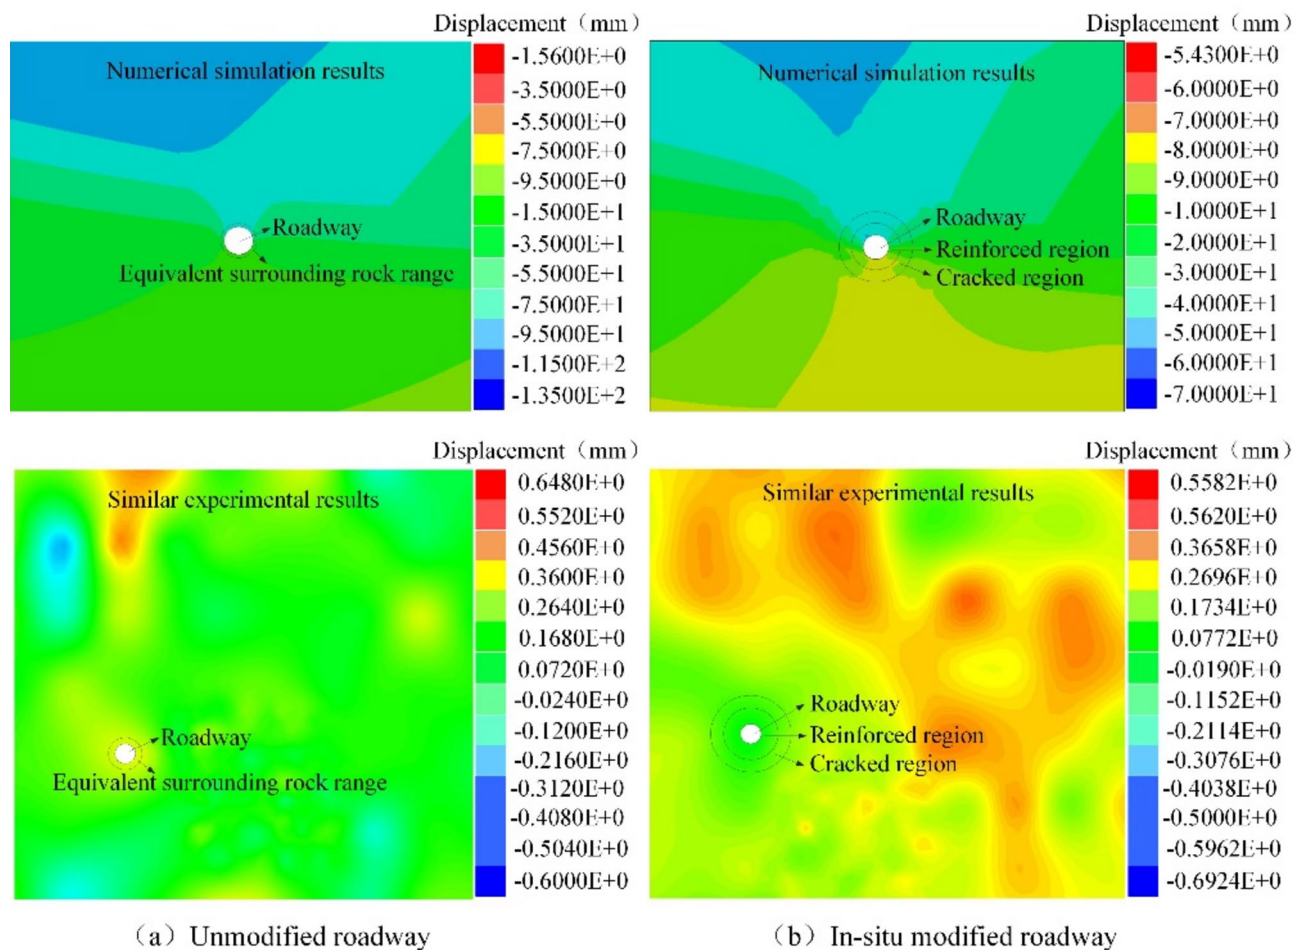 Displacement（mm）
Numerical simulation results
Roadway
Equivalent surrounding rock range
-1.5600E+0
-3.5000E+0
-5.5000E+0
-7.5000E+0
-9.5000E+0
-1.5000E+1
-3.5000E+1
-5.5000E+1
-7.5000E+1
-9.5000E+1
-1.1500E+2
-1.3500E+2
Displacement（mm）
Numerical simulation results
Roadway
Reinforced region
Cracked region
-5.4300E+0
-6.0000E+0
-7.0000E+0
-8.0000E+0
-9.0000E+0
-1.0000E+1
-2.0000E+1
-3.0000E+1
-4.0000E+1
-5.0000E+1
-6.0000E+1
-7.0000E+1
Displacement（mm）
Similar experimental results
Roadway
Equivalent surrounding rock range
0.6480E+0
0.5520E+0
0.4560E+0
0.3600E+0
0.2640E+0
0.1680E+0
0.0720E+0
-0.0240E+0
-0.1200E+0
-0.2160E+0
-0.3120E+0
-0.4080E+0
-0.5040E+0
-0.6000E+0
Displacement（mm）
Similar experimental results
Roadway
Reinforced region
Cracked region
0.5582E+0
0.5620E+0
0.3658E+0
0.2696E+0
0.1734E+0
0.0772E+0
-0.0190E+0
-0.1152E+0
-0.2114E+0
-0.3076E+0
-0.4038E+0
-0.5000E+0
-0.5962E+0
-0.6924E+0
（a）Unmodified roadway
（b）In-situ modified roadway